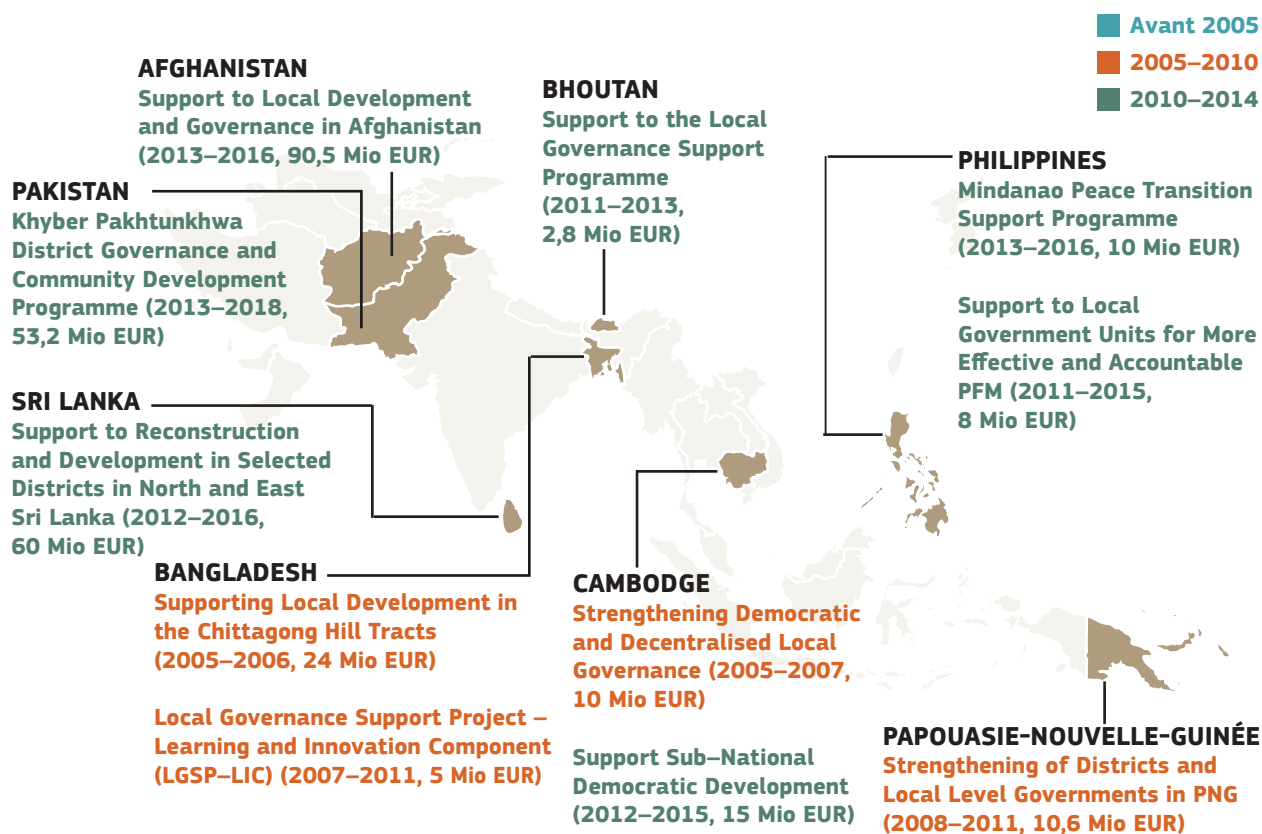 Avant 2005
2005–2010
2010–2014
AFGHANISTAN
Support to Local Development
and Governance in Afghanistan
(2013–2016, 90,5 Mio EUR)
BHOUTAN
Support to the Local
Governance Support
Programme
(2011–2013,
2,8 Mio EUR)
PHILIPPINES
Mindanao Peace Transition
Support Programme
(2013–2016, 10 Mio EUR)
Support to Local
Government Units for More
Effective and Accountable
PFM (2011–2015,
8 Mio EUR)
PAKISTAN
Khyber Pakhtunkhwa
District Governance and
Community Development
Programme (2013–2018,
53,2 Mio EUR)
SRI LANKA
Support to Reconstruction
and Development in Selected
Districts in North and East
Sri Lanka (2012–2016,
60 Mio EUR)
BANGLADESH
Supporting Local Development in
the Chittagong Hill Tracts
(2005–2006, 24 Mio EUR)
Local Governance Support Project –
Learning and Innovation Component
(LGSP–LIC) (2007–2011, 5 Mio EUR)
CAMBODGE
Strengthening Democratic
and Decentralised Local
Governance (2005–2007,
10 Mio EUR)
Support Sub–National
Democratic Development
(2012–2015, 15 Mio EUR)
PAPOUASIE-NOUVELLE-GUINÉE
Strengthening of Districts and
Local Level Governments in PNG
(2008–2011, 10,6 Mio EUR)